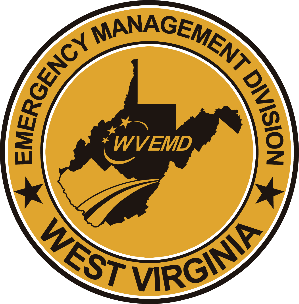 EMERGENCY MANAGEMENT DIVISION
WVEMD
WEST VIRGINIA